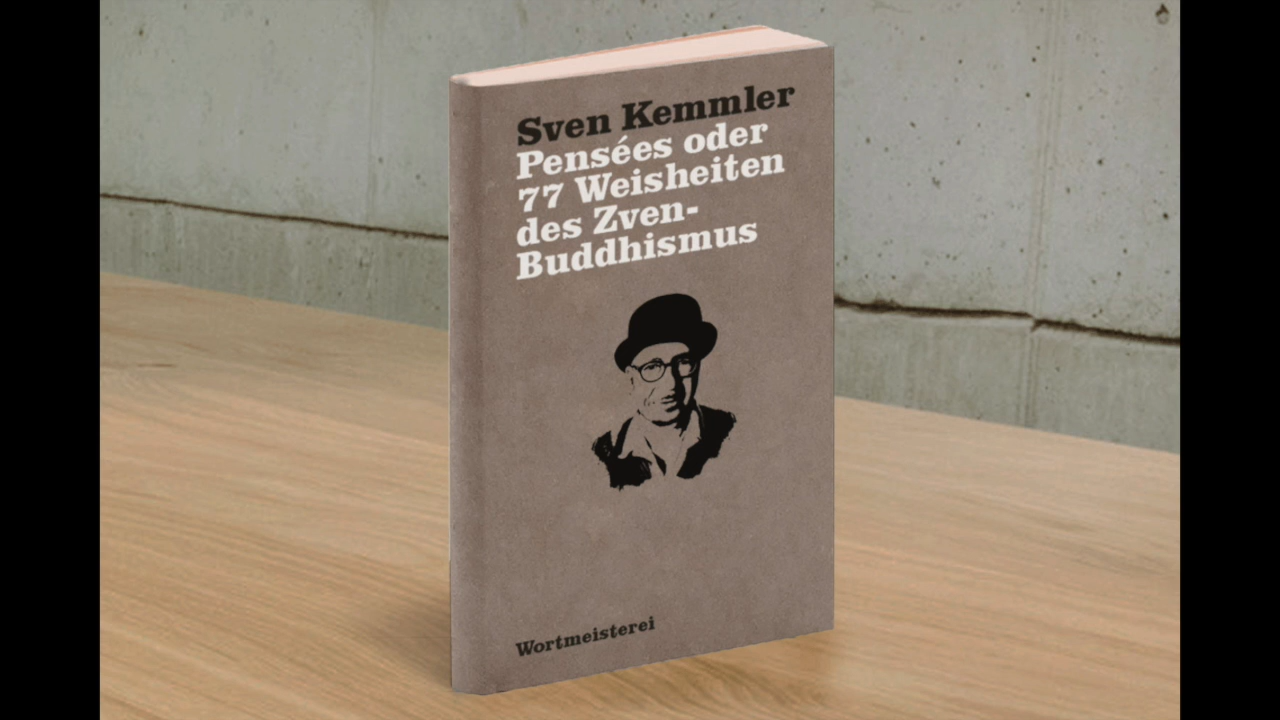 Sven Kemmler
Pensées oder
77 Weisheiten
des Zven-
Buddhismus
Wortmeisterei